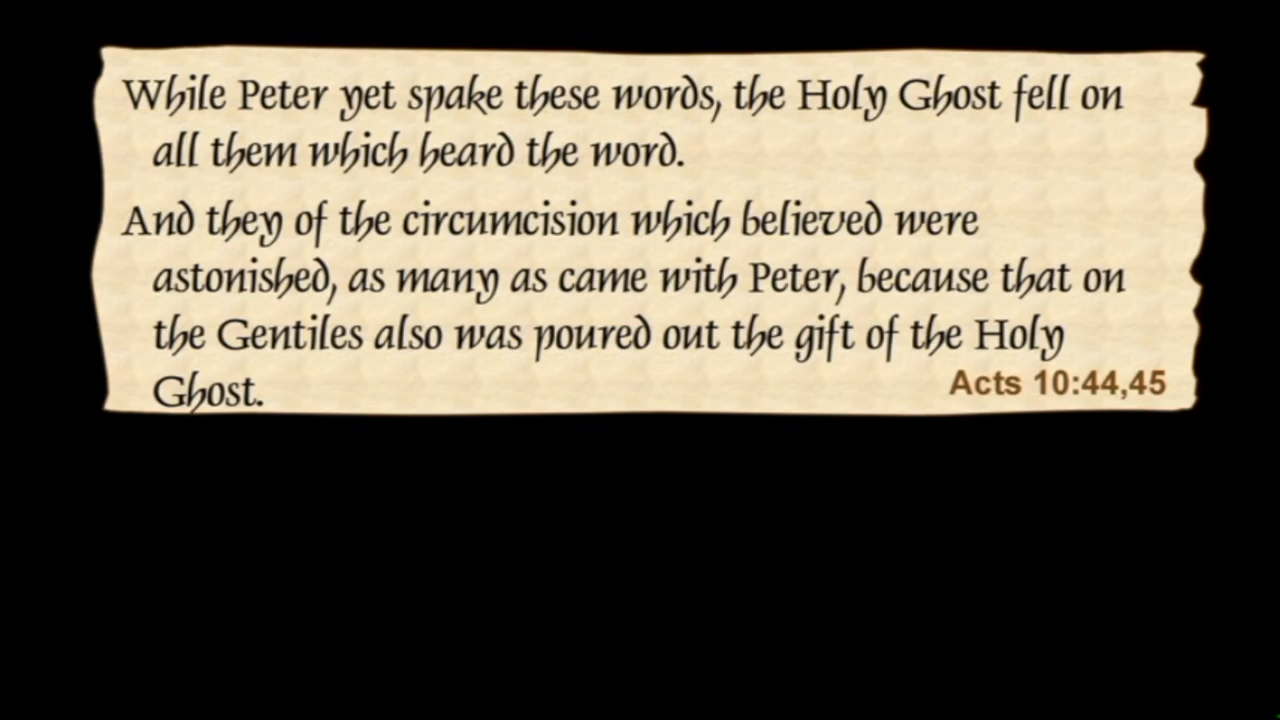 While Peter yet spake these words, the Holy Ghost fell on
all them which heard the word.
And they of the circumcision which believed were
astonished, as many as came with Peter, because that on
the Gentiles also was poured out the gift of the Holy
Ghost.
Acts 10:44,45